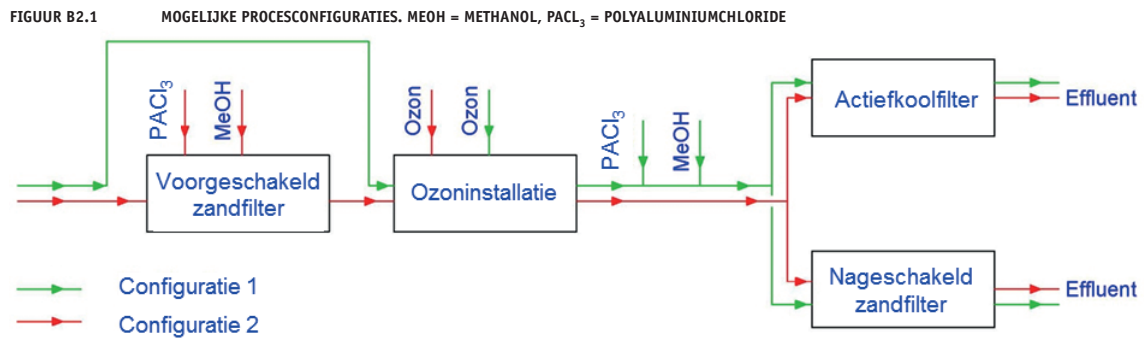 FIGUUR B2.1 MOGELIJKE PROCESCONFIGURATIES. MEOH = METHANOL, PACL3 = POLYALUMINIUMCHLORIDE
PACl3
MeOH
Ozon
Ozon
PACl3
MeOH
Actiefkoolfilter
Effluent
Voorgeschakeld
zandfilter
Ozoninstallatie
Nageschakeld
zandfilter
Effluent
Configuratie 1
Configuratie 2